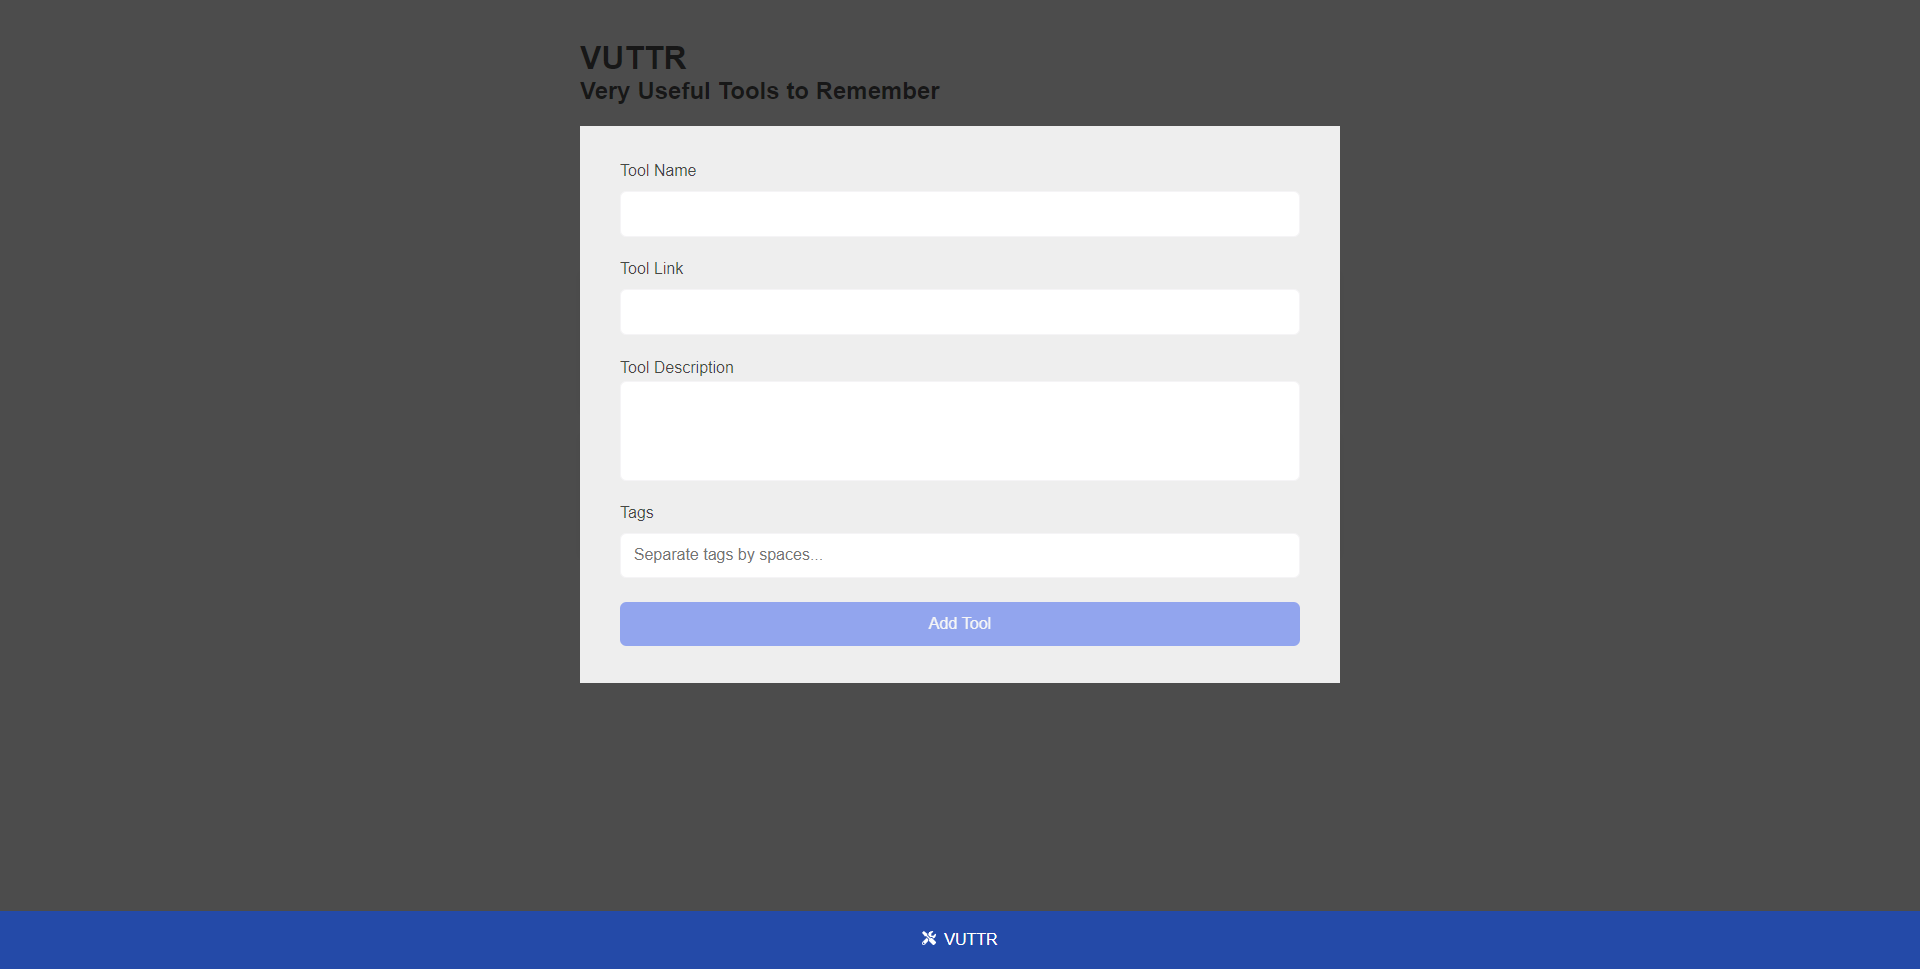 VUTTR
Very Useful Tools to Remember
Tool Name
Tool Link
Tool Description
Tags
Separate tags by spaces...
Add Tool
VUTTR